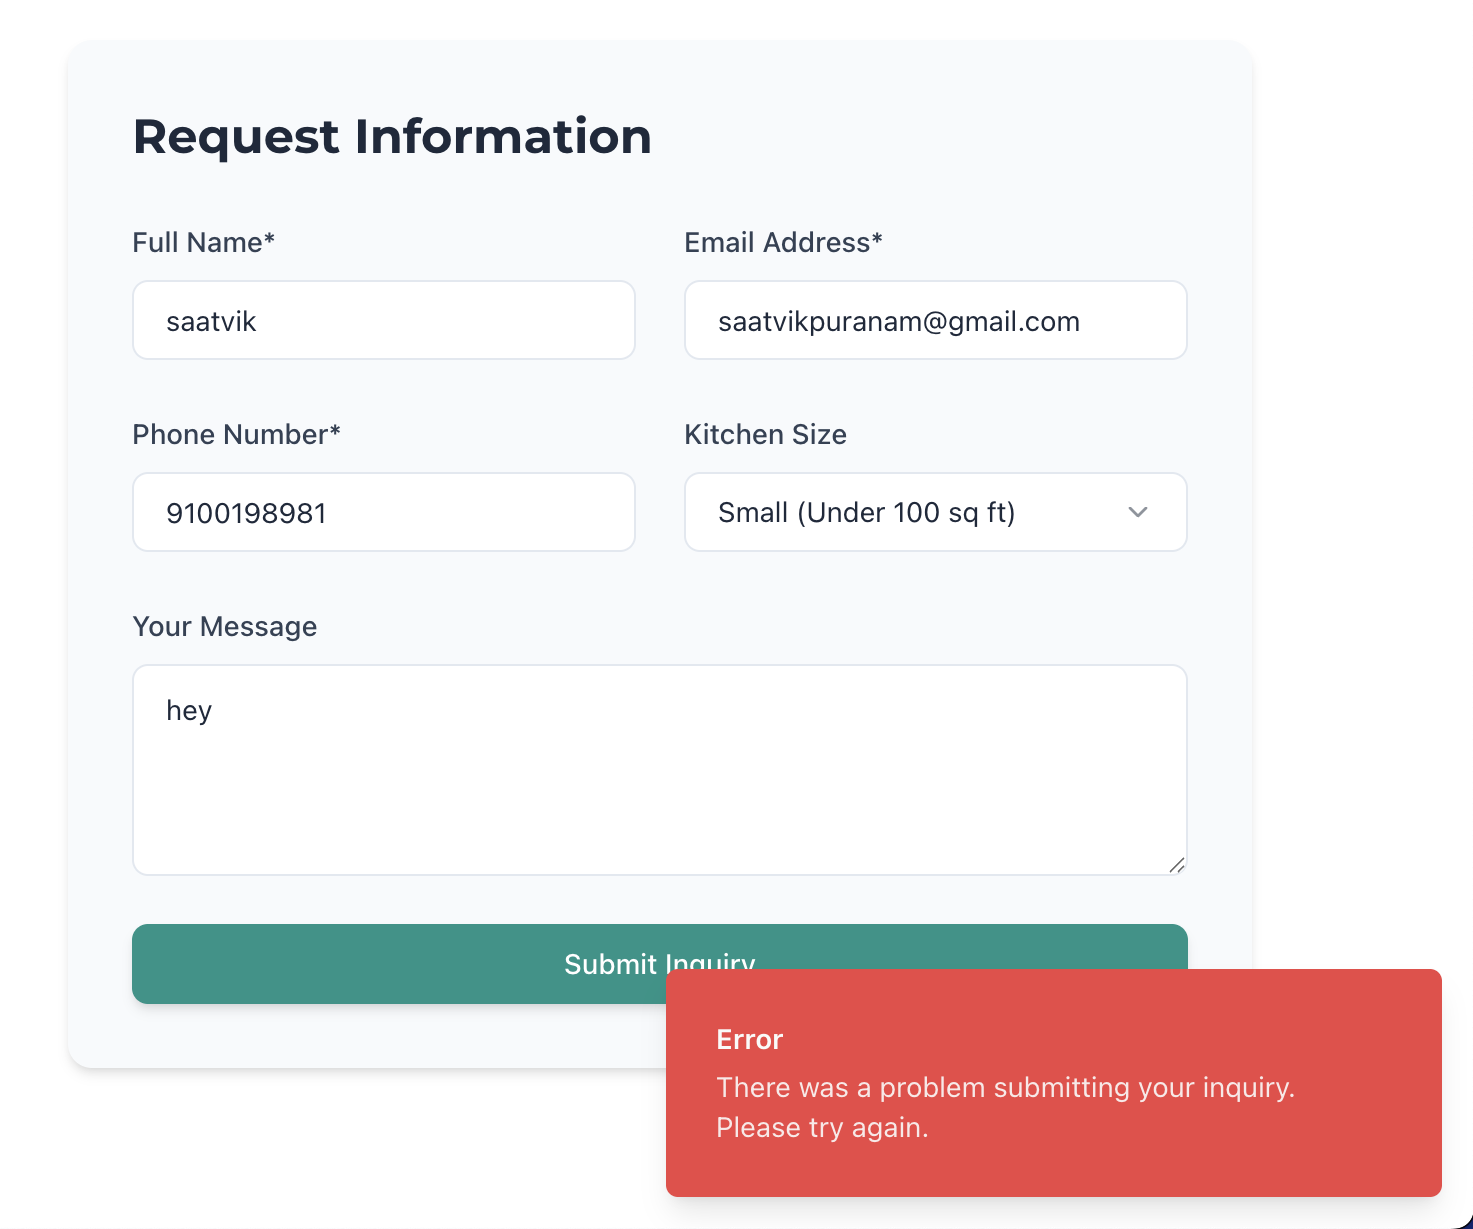 Request Information
Full Name*
Email Address*
saatvik
saatvikpuranam@gmail.com
Phone Number*
Kitchen Size
9100198981
Small (Under 100 sq ft)
Your Message
hey
Submit Inquiry
Error
There was a problem submitting your inquiry.
Please try again.